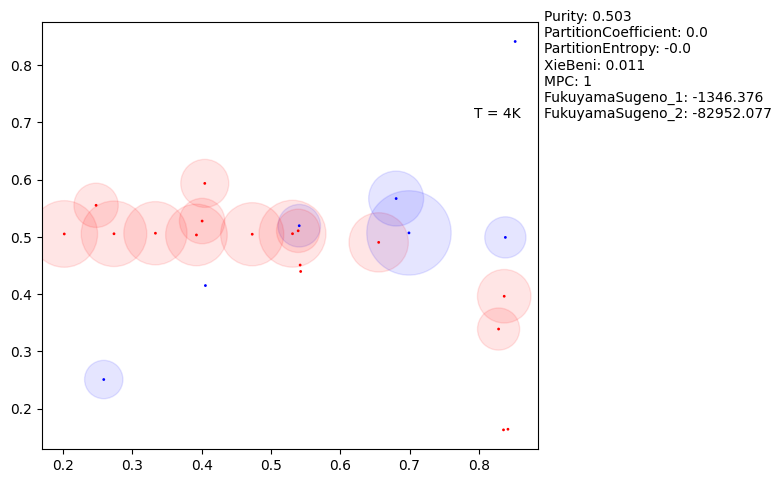 Purity: 0.503
PartitionCoefficient: 0.0
PartitionEntropy: -0.0
XieBeni: 0.011
MPC: 1
FukuyamaSugeno_1: -1346.376
FukuyamaSugeno_2: -82952.077
T = 4K
0.8
0.7
0.6
0.5
0.4
0.3
0.2
0.2 0.3 0.4 0.5 0.6 0.7 0.8